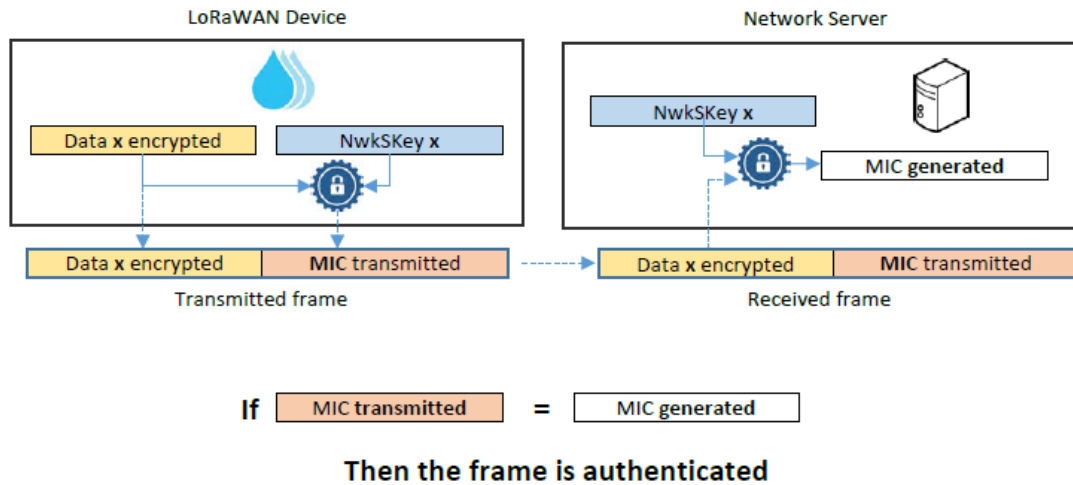 LoRaWAN Device
Network Server
Data x encrypted
NwkSKey x
NwkSKey x
MIC generated
Data x encrypted
MIC transmitted
Data x encrypted
MIC transmitted
Transmitted frame
Received frame
If MIC transmitted = MIC generated
Then the frame is authenticated